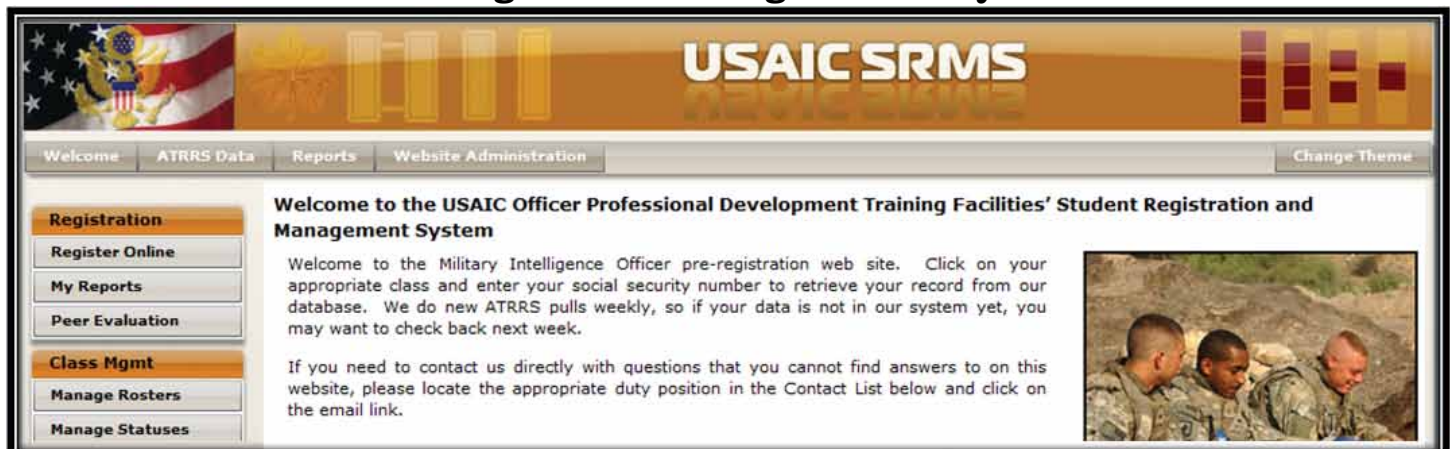 USAIC SRMS
Welcome ATRRS Data Reports Website Administration Change Theme
Registration
Register Online
My Reports
Peer Evaluation
Class Mgmt
Manage Rosters
Manage Statuses
Welcome to the USAIC Officer Professional Development Training Facilities' Student Registration and
Management System
Welcome to the Military Intelligence Officer pre-registration web site. Click on your
appropriate class and enter your social security number to retrieve your record from our
database. We do new ATRRS pulls weekly, so if your data is not in our system yet, you
may want to check back next week.
If you need to contact us directly with questions that you cannot find answers to on this
website, please locate the appropriate duty position in the Contact List below and click on
the email link.